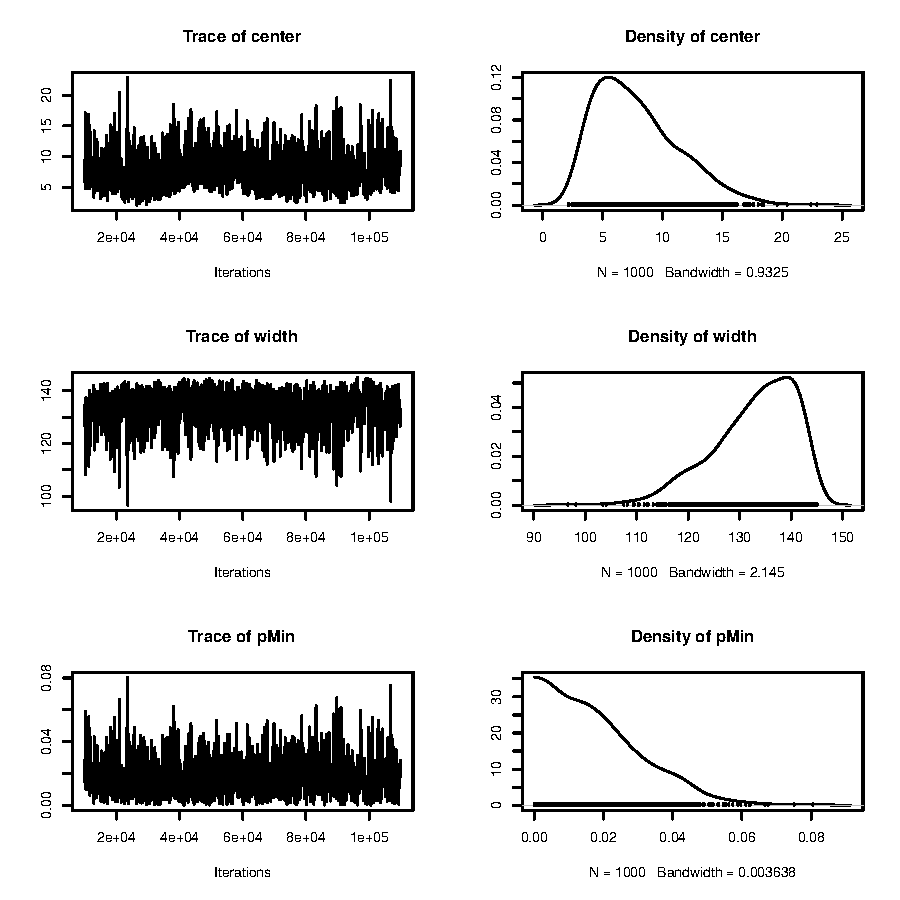 Trace of center
Density of center
20
15
10
5
2e+04 4e+04 6e+04 8e+04 1e+05
Iterations
0.12
0.08
0.04
0.00
0 5 10 15 20 25
N = 1000 Bandwidth = 0.9325
Trace of width
Density of width
140
120
100
2e+04 4e+04 6e+04 8e+04 1e+05
Iterations
0.04
0.02
0.00
90 100 110 120 130 140 150
N = 1000 Bandwidth = 2.145
Trace of pMin
Density of pMin
0.08
0.04
0.00
2e+04 4e+04 6e+04 8e+04 1e+05
Iterations
30
20
10
0
0.00 0.02 0.04 0.06 0.08
N = 1000 Bandwidth = 0.003638